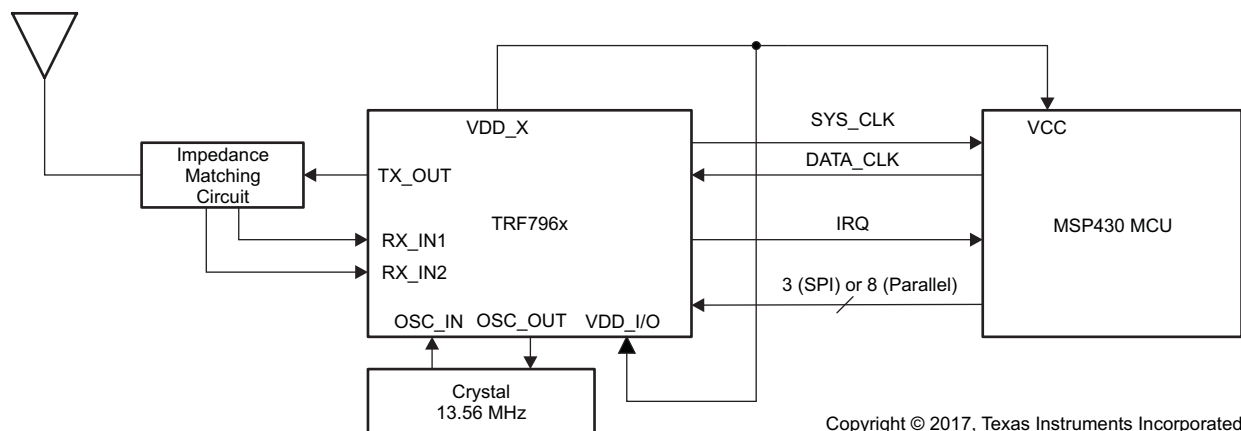 VDD_X
SYS_CLK
VCC
Impedance
Matching
Circuit
TX_OUT
DATA_CLK
TRF796x
IRQ
MSP430 MCU
RX_IN1
RX_IN2
3 (SPI) or 8 (Parallel)
OSC_IN
OSC_OUT
VDD_I/O
Crystal
13.56 MHz
Copyright © 2017, Texas Instruments Incorporated